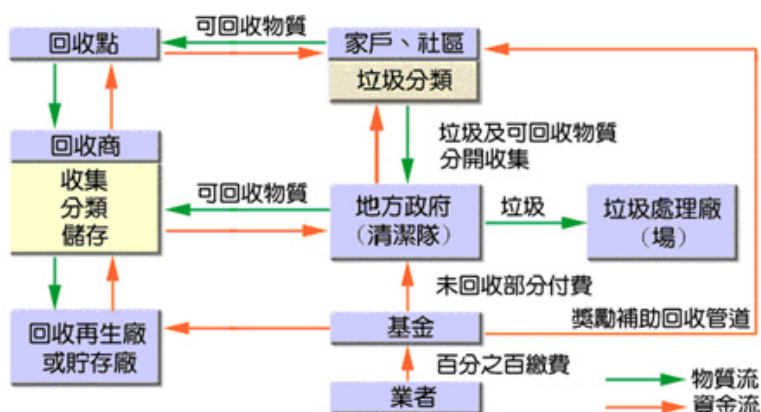 可回收物質
回收點
家戶、社區
垃圾分類
垃圾及可回收物質
分開收集
回收商
收集
分類
儲存
可回收物質
地方政府
（清潔隊）
垃圾
垃圾處理廠
（場）
未回收部分付費
回收再生廠
或貯存廠
基金
獎勵補助回收管道
百分之百繳費
業者
物質流
資金流